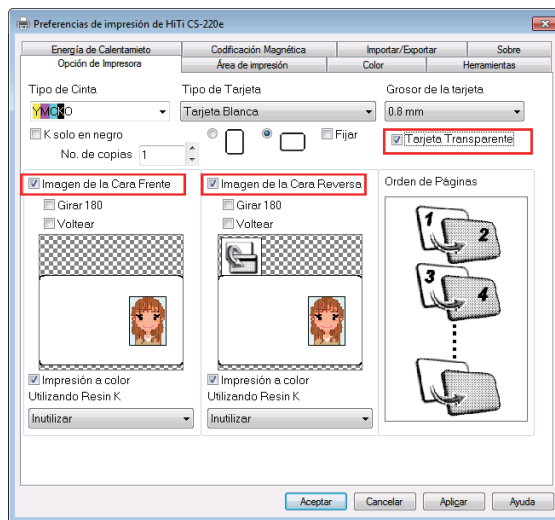 Preferencias de impresión de HiTi CS-220e
Energía de Calentamieto Codificación Magnética Importar/Exportar Sobre
Opción de Impresora Área de impresión Color Herramientas
Tipo de Cinta Tipo de Tarjeta Grosor de la tarjeta
YMCKO Tarjeta Blanca 0.8 mm
K solo en negro Fijar Tarjeta Transparente
No. de copias 1
Imagen de la Cara Frente Imagen de la Cara Reversa Orden de Páginas
Girar 180 Girar 180
Voltear Voltear
1 2
3 4
Impresión a color Impresión a color
Utilizando Resin K Utilizando Resin K
Inutilizar Inutilizar
Aceptar Cancelar Aplicar Ayuda